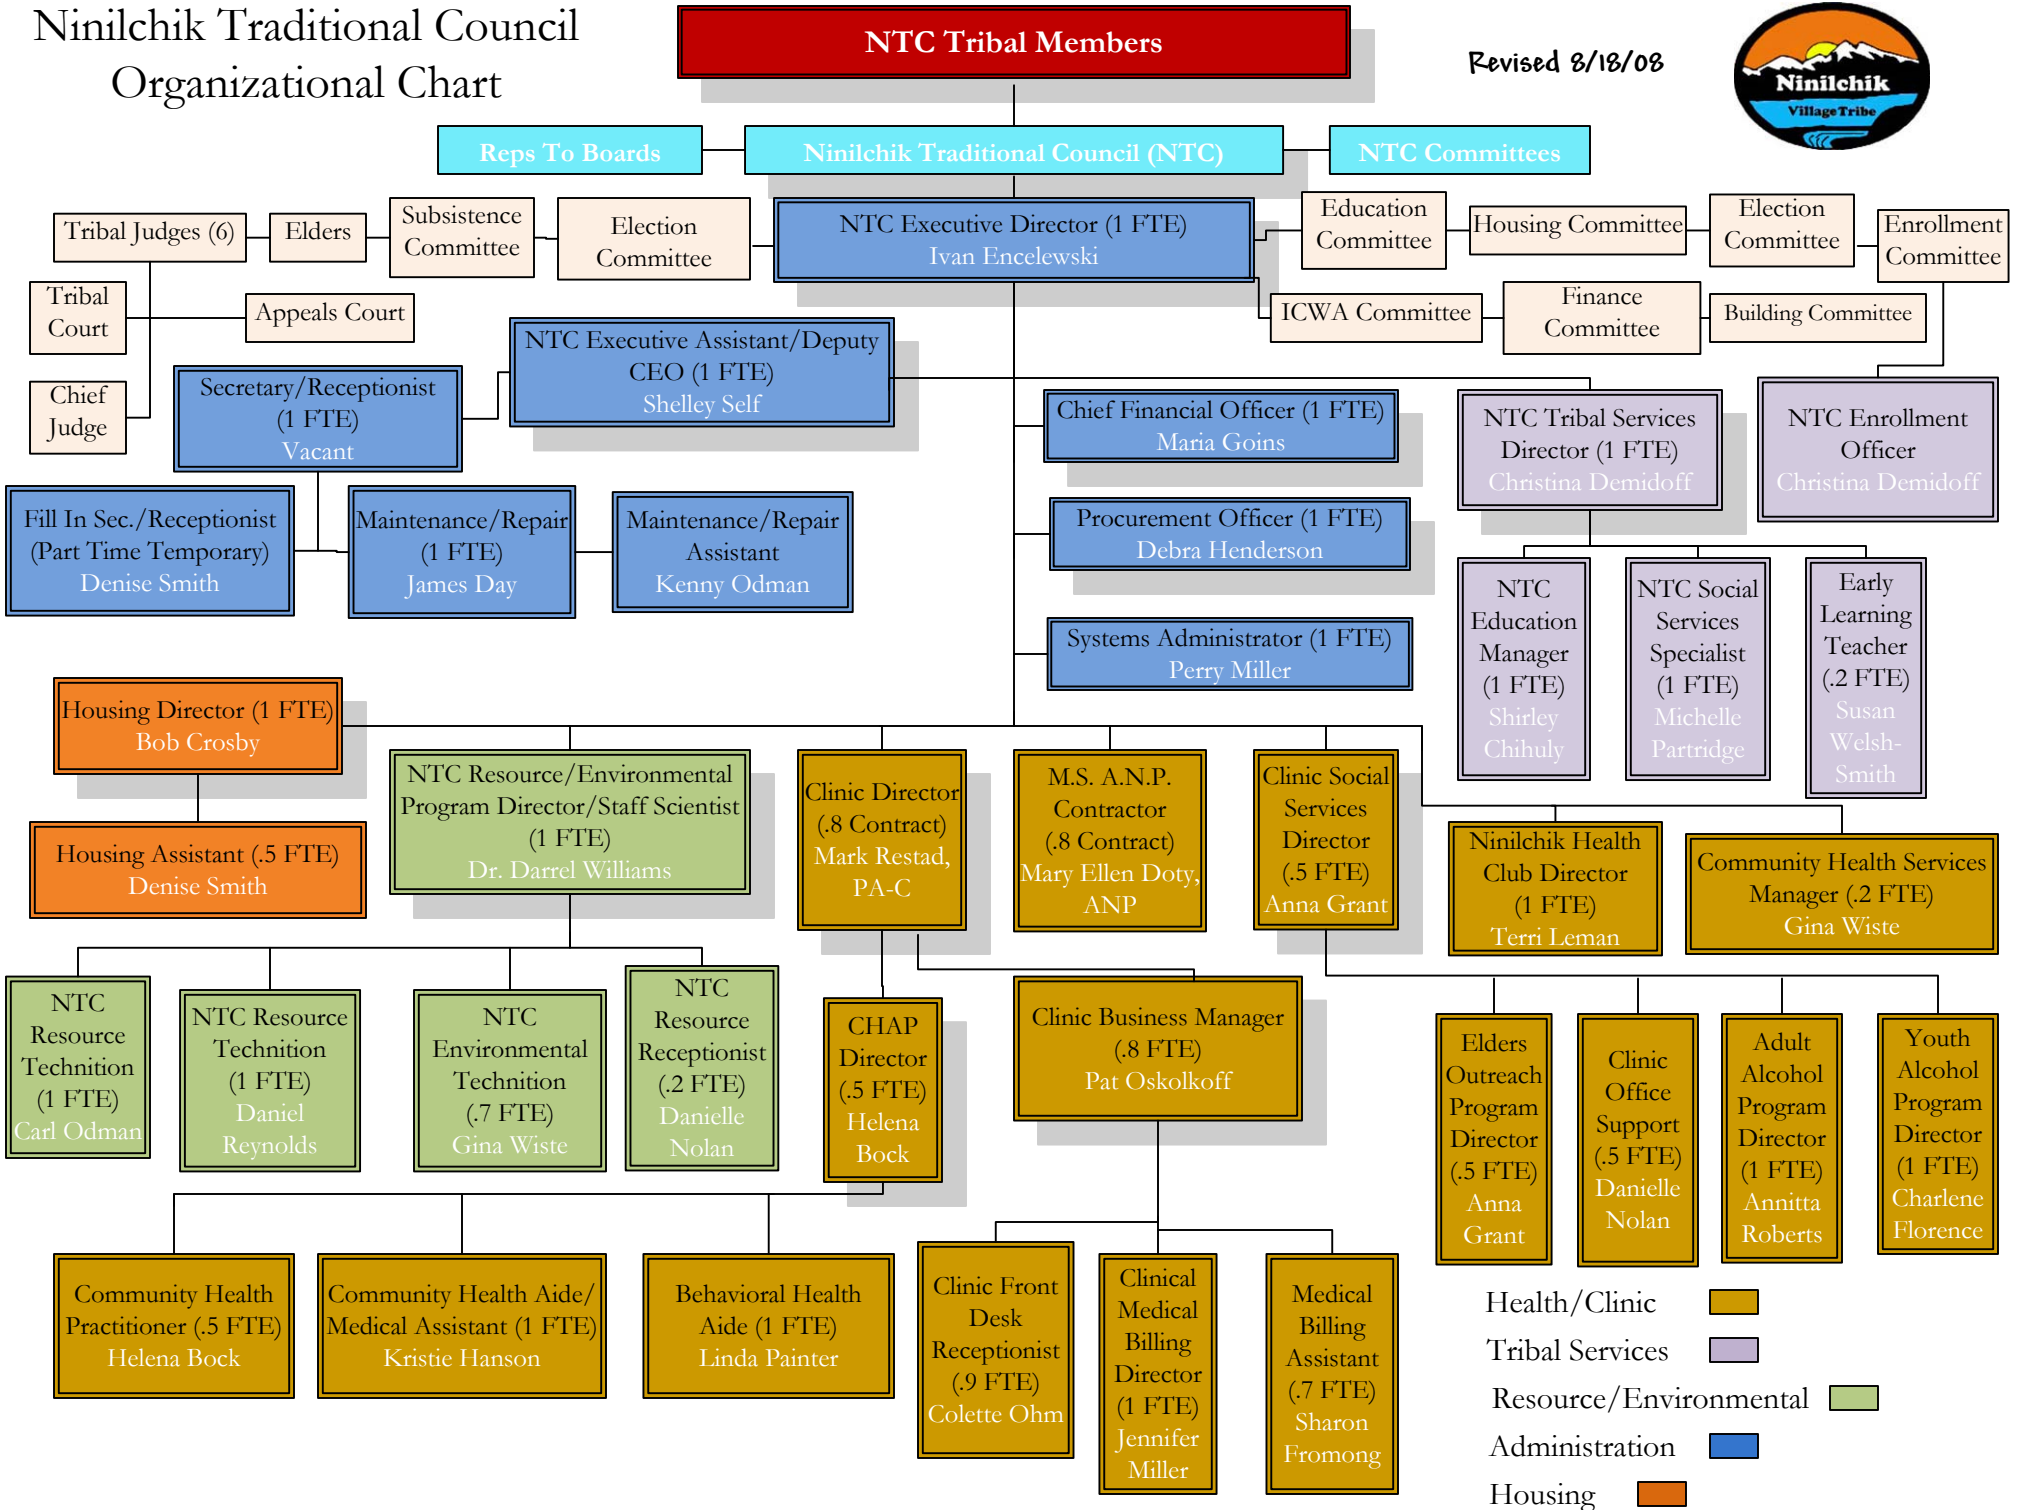 Ninilchik Traditional Council
Organizational Chart
NTC Tribal Members
Revised 8/18/08
Ninilchik
Village Tribe
Reps To Boards
Ninilchik Traditional Council (NTC)
NTC Committees
Tribal Judges (6)
Elders
Subsistence
Committee
Election
Committee
NTC Executive Director (1 FTE)
Ivan Encelewski
Education
Committee
Housing Committee
Election
Committee
Enrollment
Committee
Tribal
Court
Appeals Court
ICWA Committee
Finance
Committee
Building Committee
Chief
Judge
Secretary/Receptionist
(1 FTE)
Vacant
NTC Executive Assistant/Deputy
CEO (1 FTE)
Shelley Self
Chief Financial Officer (1 FTE)
Maria Goins
NTC Tribal Services
Director (1 FTE)
Christina Demidoff
NTC Enrollment
Officer
Christina Demidoff
Fill In Sec./Receptionist
(Part Time Temporary)
Denise Smith
Maintenance/Repair
(1 FTE)
James Day
Maintenance/Repair
Assistant
Kenny Odman
Procurement Officer (1 FTE)
Debra Henderson
Systems Administrator (1 FTE)
Perry Miller
NTC
Education
Manager
(1 FTE)
Shirley
Chihuly
NTC Social
Services
Specialist
(1 FTE)
Michelle
Partridge
Early
Learning
Teacher
(.2 FTE)
Susan
Welsh-
Smith
Housing Director (1 FTE)
Bob Crosby
Housing Assistant (.5 FTE)
Denise Smith
NTC Resource/Environmental
Program Director/Staff Scientist
(1 FTE)
Dr. Darrel Williams
Clinic Director
(.8 Contract)
Mark Restad,
PA-C
M.S. A.N.P.
Contractor
(.8 Contract)
Mary Ellen Doty,
ANP
Clinic Social
Services
Director
(.5 FTE)
Anna Grant
Ninilchik Health
Club Director
(1 FTE)
Terri Leman
Community Health Services
Manager (.2 FTE)
Gina Wiste
NTC
Resource
Technition
(1 FTE)
Carl Odman
NTC Resource
Technition
(1 FTE)
Daniel
Reynolds
NTC
Environmental
Technition
(.7 FTE)
Gina Wiste
NTC
Resource
Receptionist
(.2 FTE)
Danielle
Nolan
CHAP
Director
(.5 FTE)
Helena
Bock
Clinic Business Manager
(.8 FTE)
Pat Oskolkoff
Elders
Outreach
Program
Director
(.5 FTE)
Anna
Grant
Clinic
Office
Support
(.5 FTE)
Danielle
Nolan
Adult
Alcohol
Program
Director
(1 FTE)
Annitta
Roberts
Youth
Alcohol
Program
Director
(1 FTE)
Charlene
Florence
Community Health
Practitioner (.5 FTE)
Helena Bock
Community Health Aide/
Medical Assistant (1 FTE)
Kristie Hanson
Behavioral Health
Aide (1 FTE)
Linda Painter
Clinic Front
Desk
Receptionist
(.9 FTE)
Colette Ohm
Clinical
Medical
Billing
Director
(1 FTE)
Jennifer
Miller
Medical
Billing
Assistant
(.7 FTE)
Sharon
Fromong
Health/Clinic
Tribal Services
Resource/Environmental
Administration
Housing